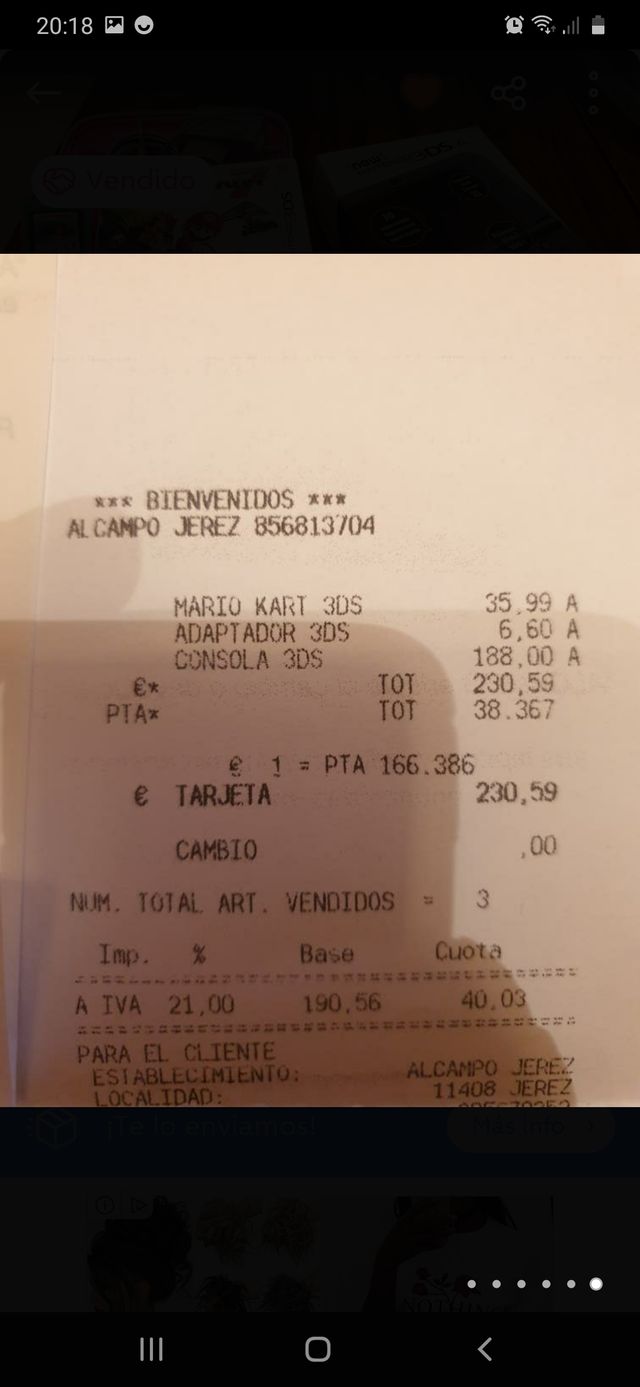 20:18
Vendido
*** BIENVENIDOS ***
ALCAMPO JEREZ 856813704
MARIO KART 3DS 35,99 A
ADAPTADOR 3DS 6,60 A
CONSOLA 3DS 188,00 A
€* TOT 230,59
PTA* TOT 38.367
€ 1 = PTA 166.386
€ TARJETA 230,59
CAMBIO ,00
NUM. TOTAL ART. VENDIDOS = 3
Imp. % Base Cuota
A IVA 21,00 190,56 40,03
PARA EL CLIENTE
ESTABLECIMIENTO: ALCAMPO JEREZ
LOCALIDAD: 11408 JEREZ
¡Te lo enviamos! Más info